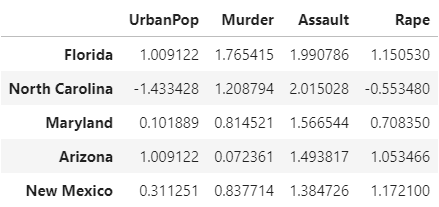 UrbanPop Murder Assault Rape
Florida 1.009122 1.765415 1.990786 1.150530
North Carolina -1.433428 1.208794 2.015028 -0.553480
Maryland 0.101889 0.814521 1.566544 0.708350
Arizona 1.009122 0.072361 1.493817 1.053466
New Mexico 0.311251 0.837714 1.384726 1.172100